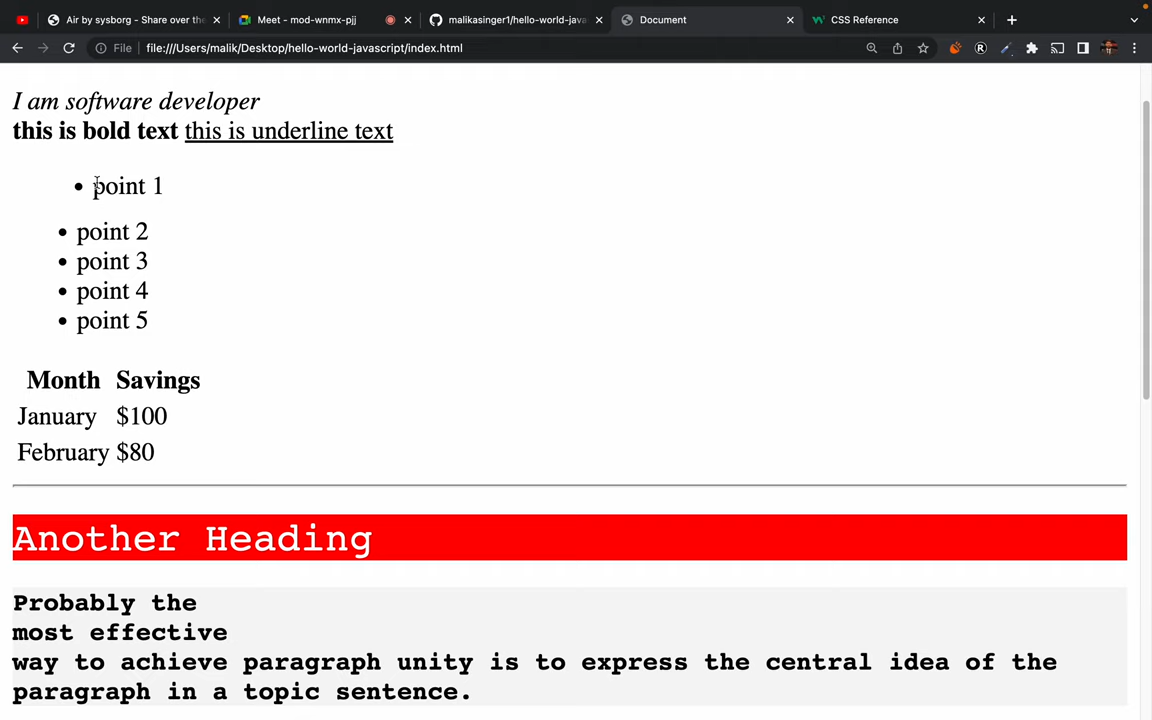 Air by sysborg - Share over the
Meet - mod-wnmx-pjj
malikasinger1/hello-world-java
Document
CSS Reference
File
file:///Users/malik/Desktop/hello-world-javascript/index.html
I am software developer
this is bold text this is underline text
• point 1
• point 2
• point 3
• point 4
• point 5
Month Savings
January $100
February $80
Another Heading
Probably the
most effective
way to achieve paragraph unity is to express the central idea of the
paragraph in a topic sentence.